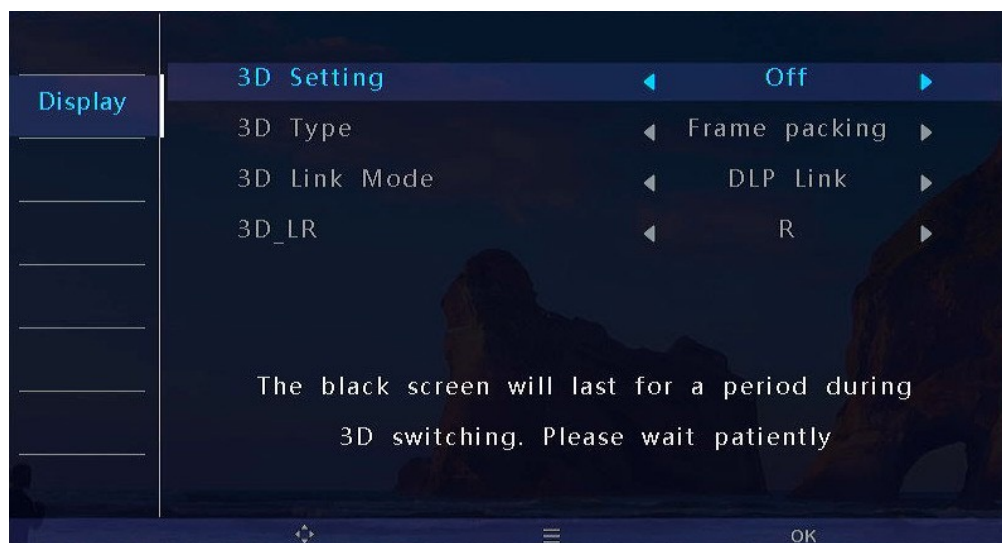 Display
3D Setting Off
3D Type Frame packing
3D Link Mode DLP Link
3D_LR R
The black screen will last for a period during
3D switching. Please wait patiently
OK